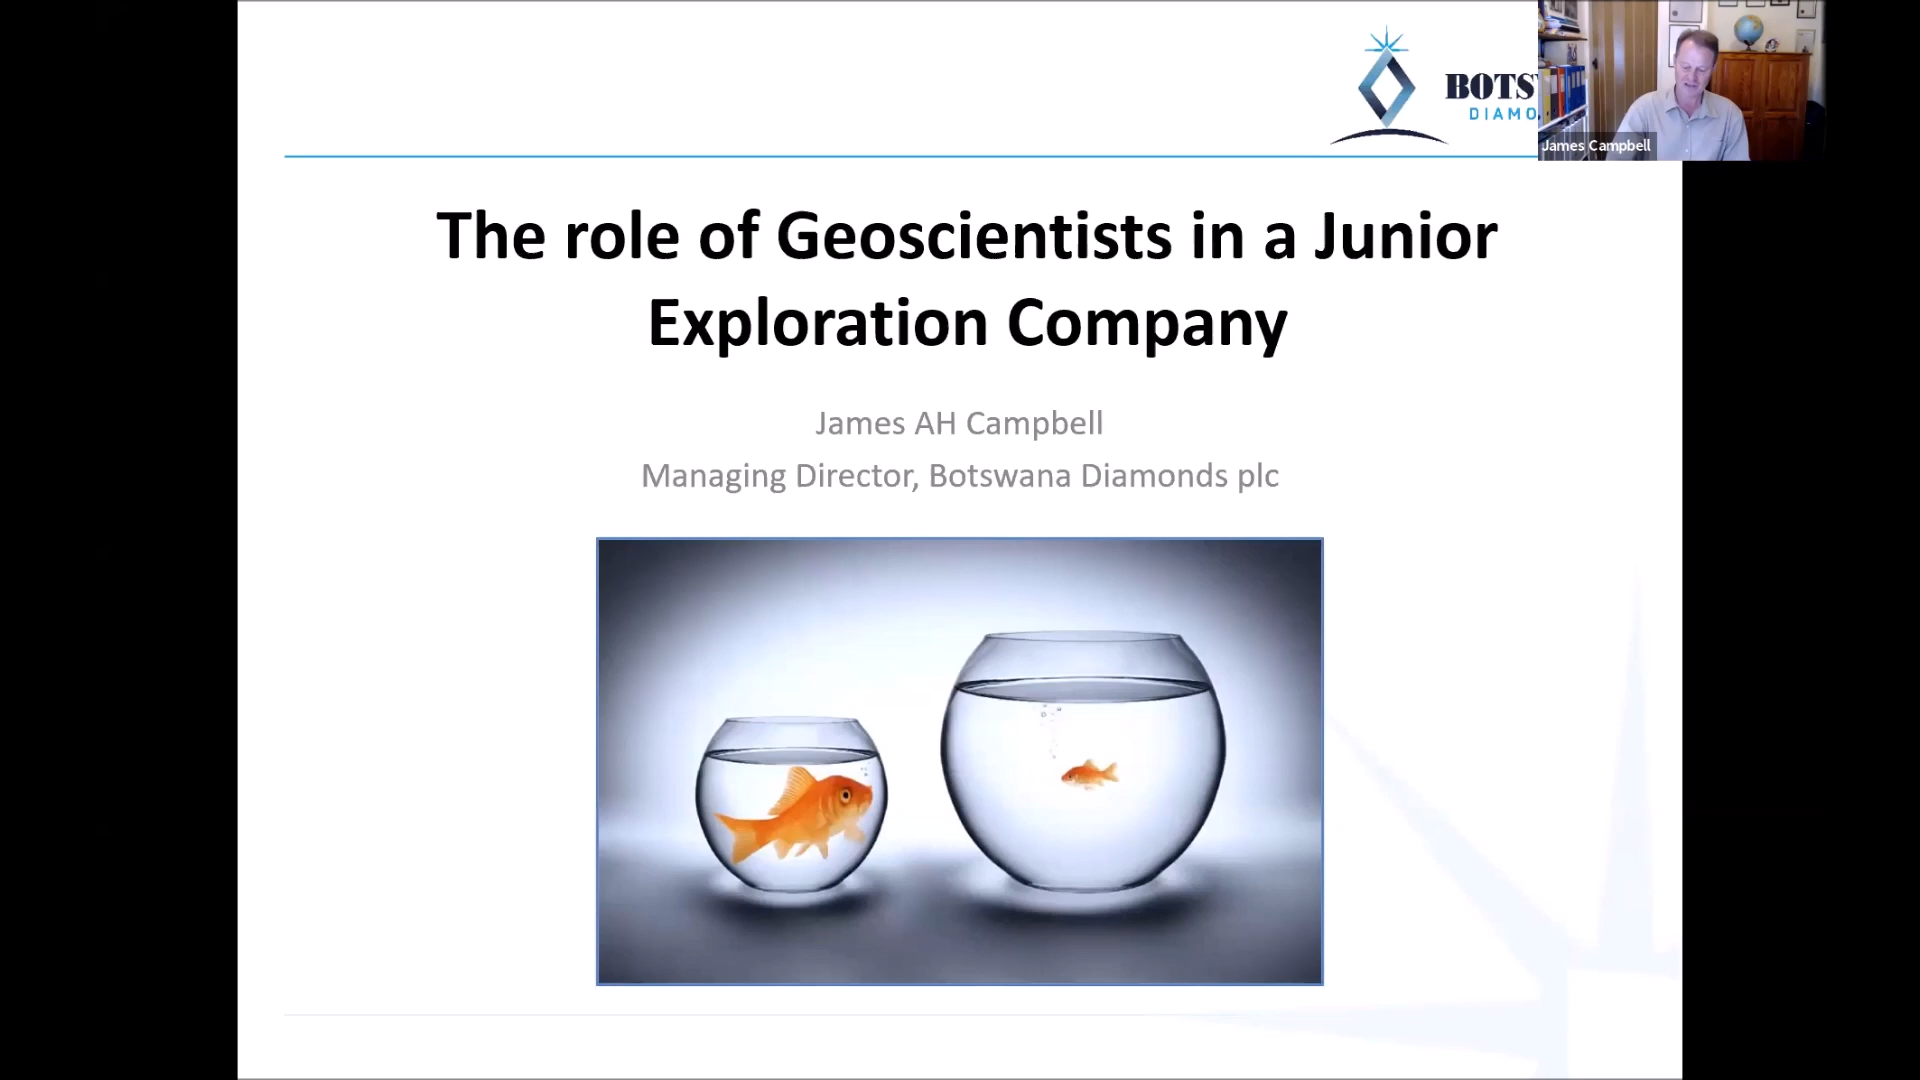 BOTS
DIAMO
James Campbell
The role of Geoscientists in a Junior
Exploration Company
James AH Campbell
Managing Director, Botswana Diamonds plc